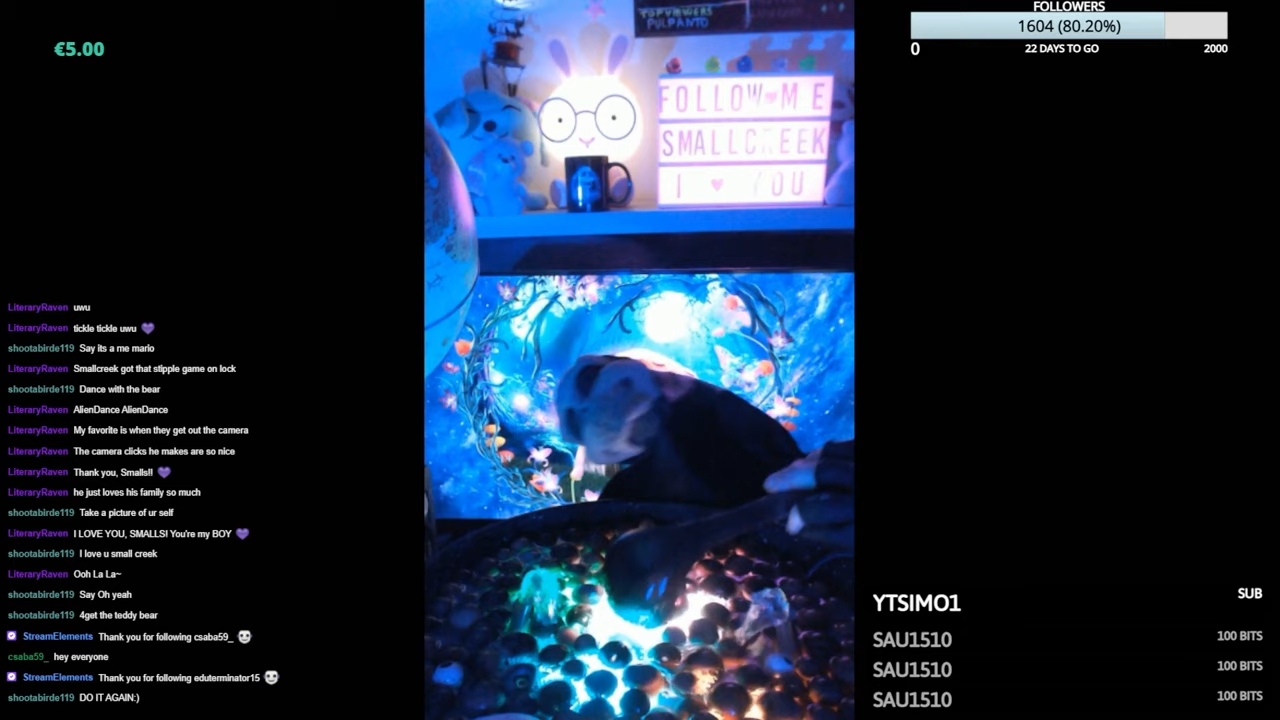 €5.00
LiteraryRaven uwu
LiteraryRaven tickle tickle uwu
shootabirde119 Say its a me mario
LiteraryRaven Smallcreek got that stipple game on lock
shootabirde119 Dance with the bear
LiteraryRaven AlienDance AlienDance
LiteraryRaven My favorite is when they get out the camera
LiteraryRaven The camera clicks he makes are so nice
LiteraryRaven Thank you, Smalls!!
LiteraryRaven he just loves his family so much
shootabirde119 Take a picture of ur self
LiteraryRaven I LOVE YOU, SMALLS! You're my BOY
shootabirde119 I love u small creek
LiteraryRaven Ooh La La~
shootabirde119 Say Oh yeah
shootabirde119 4get the teddy bear
StreamElements Thank you for following csaba59_
csaba59_ hey everyone
StreamElements Thank you for following eduterminator15
shootabirde119 DO IT AGAIN:)
PULPANTO
FOLLOW♥ME
SMALLCREEK
I ♥ YOU
FOLLOWERS
1604 (80.20%)
0 22 DAYS TO GO 2000
YTSIMO1 SUB
SAU1510 100 BITS
SAU1510 100 BITS
SAU1510 100 BITS